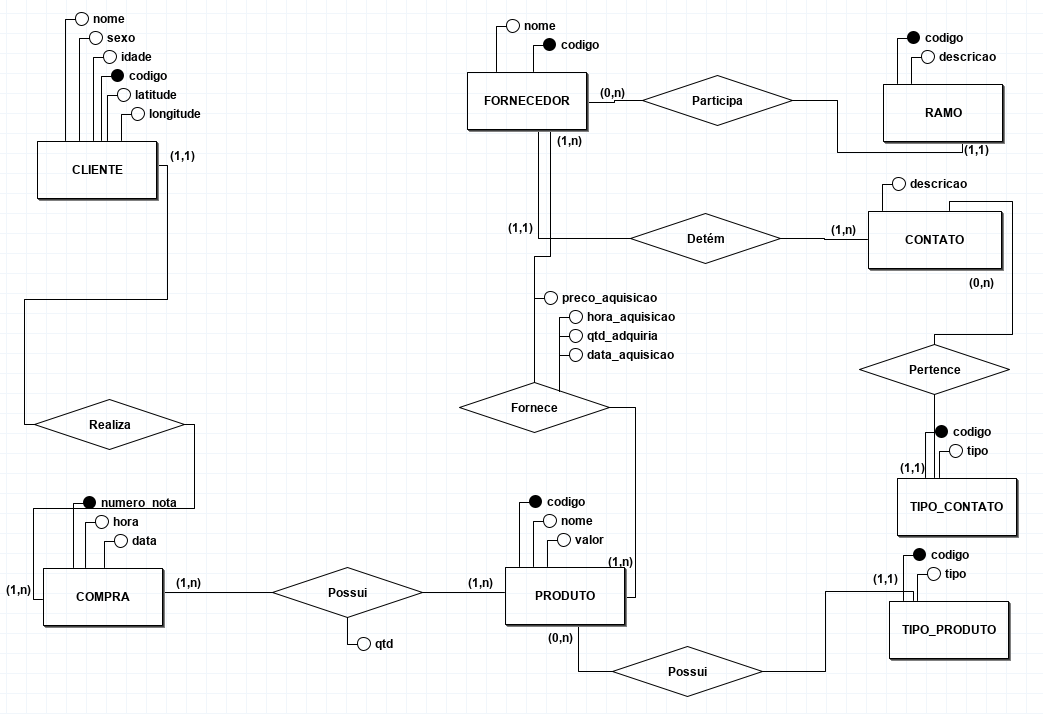 nome
sexo
idade
codigo
latitude
longitude
CLIENTE
(1,1)
nome
codigo
FORNECEDOR
(0,n)
(1,n)
Participa
codigo
descricao
RAMO
(1,1)
descricao
CONTATO
(1,1)
Detém
(1,n)
(0,n)
preco_aquisicao
hora_aquisicao
qtd_adquiria
data_aquisicao
Fornece
Pertence
Realiza
codigo
tipo
(1,1)
TIPO_CONTATO
numero_nota
hora
data
(1,n)
COMPRA
(1,n)
Possui
qtd
codigo
nome
valor
(1,n)
(1,n)
PRODUTO
(0,n)
Possui
codigo
tipo
(1,1)
TIPO_PRODUTO